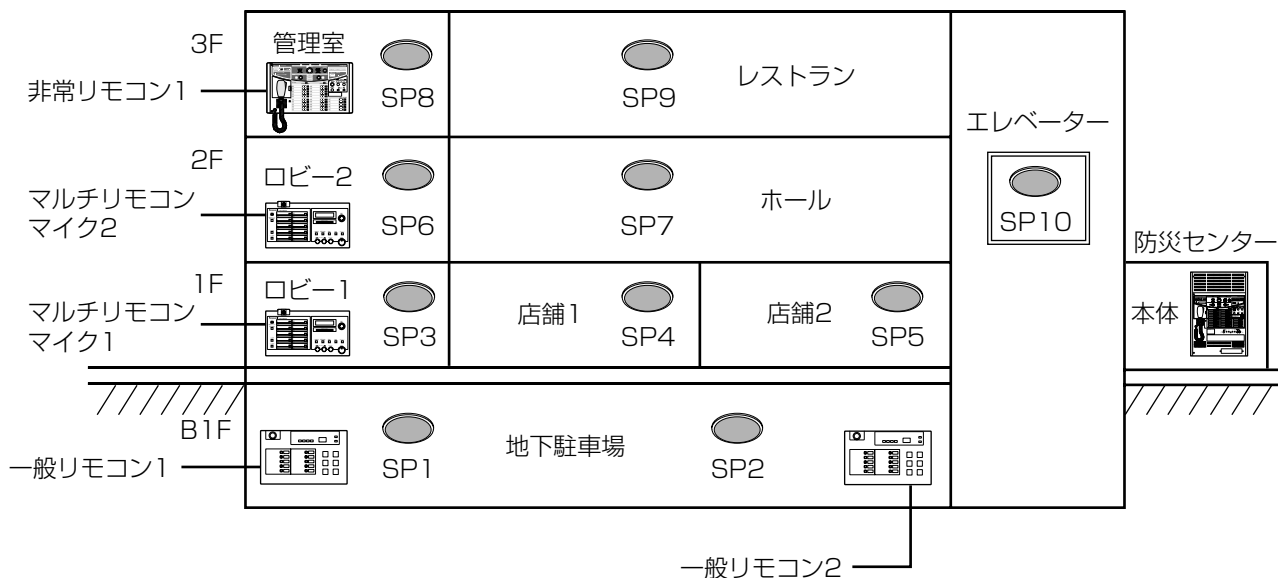 3F
管理室
非常リモコン1
SP8
SP9
レストラン
エレベーター
SP10
2F
ロビー2
マルチリモコン
マイク2
SP6
SP7
ホール
防災センター
本体
1F
ロビー1
マルチリモコン
マイク1
SP3
店舗1
SP4
店舗2
SP5
B1F
一般リモコン1
SP1
地下駐車場
SP2
一般リモコン2